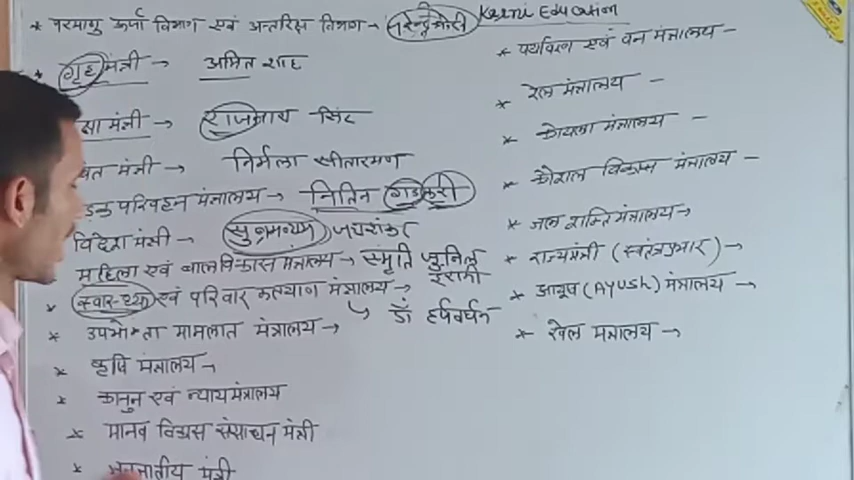 Karni Education
* परमाणु ऊर्जा विभाग एवं अन्तरिक्ष विभाग → नरेन्द्र मोदी
* गृह मंत्री → अमित शाह
मंत्री → राजनाथ सिंह
मंत्री → निर्मला सीतारमण
परिवहन मंत्रालय → नितिन गडकरी
विदेश मंत्री → सुब्रमण्यम जयशंकर
महिला एवं बाल विकास मंत्रालय → स्मृति जुबिन ईरानी
* स्वास्थ्य एवं परिवार कल्याण मंत्रालय →
↳ डॉ हर्षवर्धन
* उपभोक्ता मामलात मंत्रालय →
* कृषि मंत्रालय →
* कानुन एवं न्याय मंत्रालय
* मानव विकास संसाधन मंत्री
* जनजातीय मंत्री
* पर्यावरण एवं वन मंत्रालय -
* रेल मंत्रालय -
* कोयला मंत्रालय -
* कौशल विकास मंत्रालय -
* जल शक्ति मंत्रालय →
* राज्यमंत्री (स्वतंत्र प्रभार) →
* आयुष (AYUSH) मंत्रालय →
* खेल मंत्रालय →